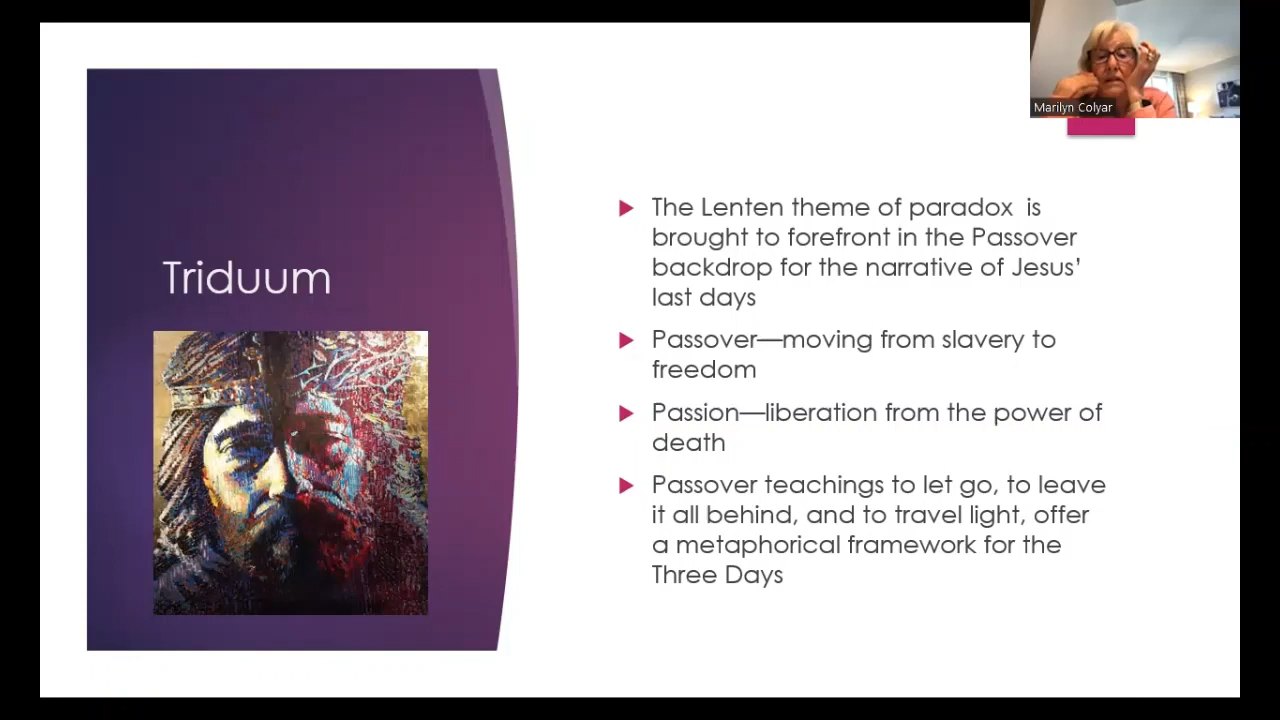 Marilyn Colyar
Triduum
The Lenten theme of paradox is
brought to forefront in the Passover
backdrop for the narrative of Jesus’
last days
Passover—moving from slavery to
freedom
Passion—liberation from the power of
death
Passover teachings to let go, to leave
it all behind, and to travel light, offer
a metaphorical framework for the
Three Days